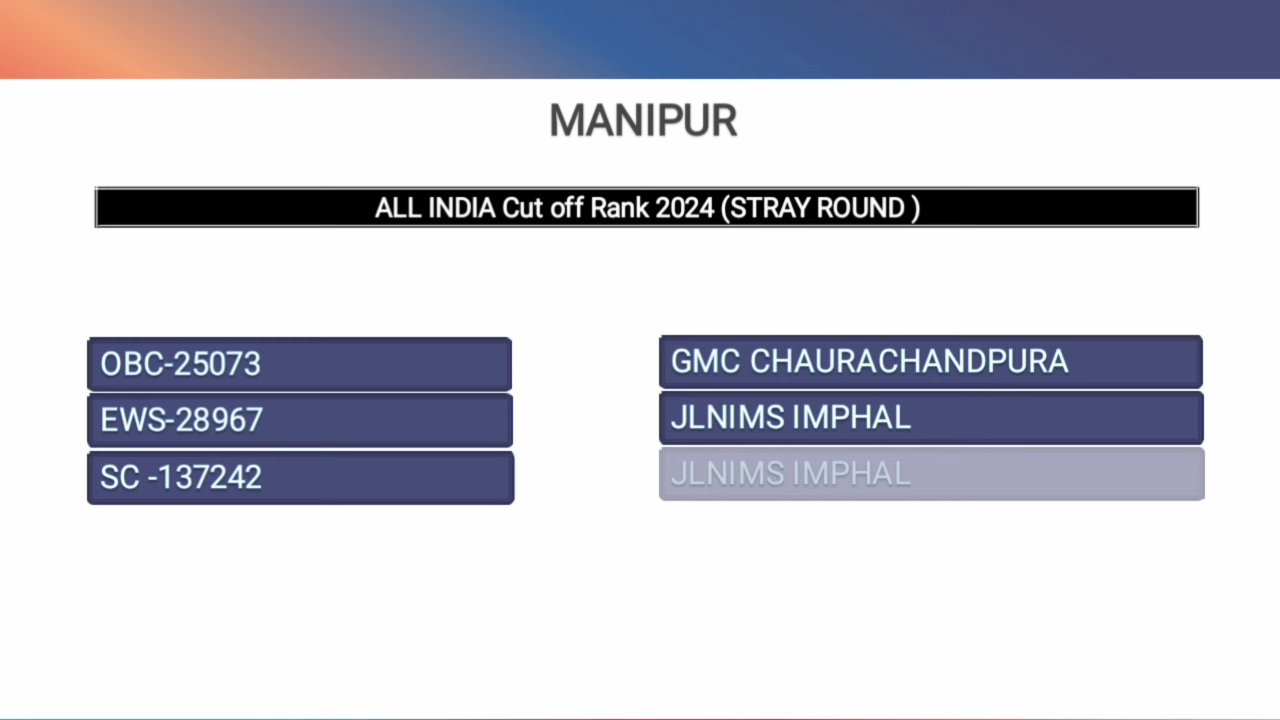 MANIPUR
ALL INDIA Cut off Rank 2024 (STRAY ROUND )
OBC-25073
GMC CHAURACHANDPURA
EWS-28967
JLNIMS IMPHAL
SC -137242
JLNIMS IMPHAL